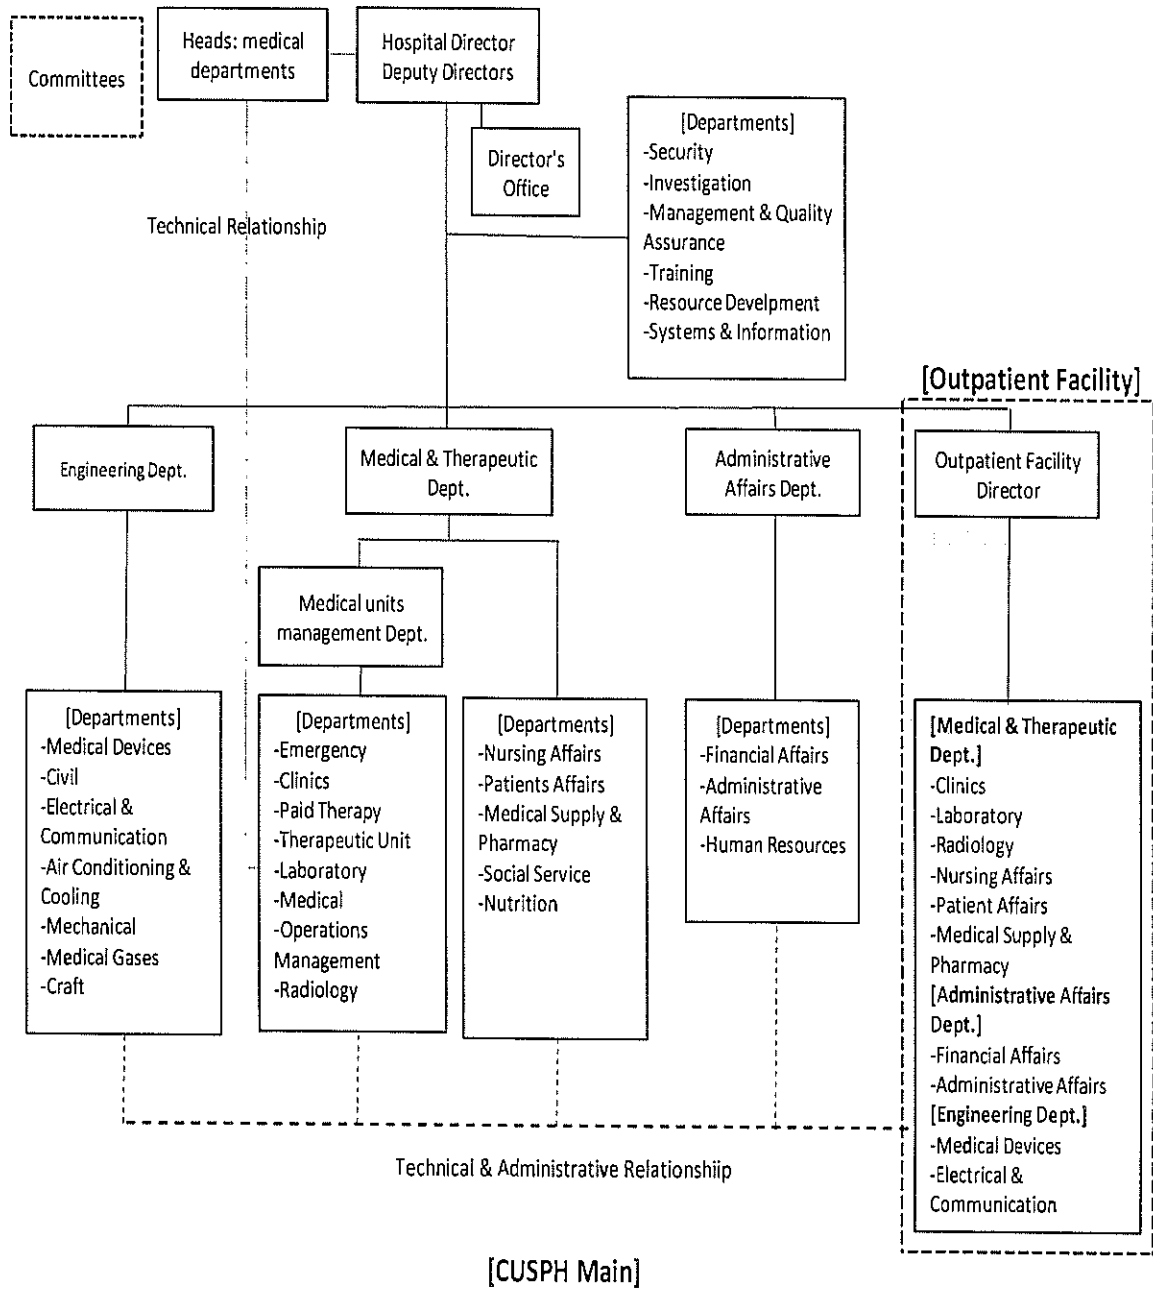 Committees
Heads: medical
departments
Hospital Director
Deputy Directors
Director's
Office
[Departments]
-Security
-Investigation
-Management & Quality
Assurance
-Training
-Resource Develpment
-Systems & Information
Technical Relationship
[Outpatient Facility]
Engineering Dept.
Medical & Therapeutic
Dept.
Administrative
Affairs Dept.
Outpatient Facility
Director
Medical units
management Dept.
[Departments]
-Medical Devices
-Civil
-Electrical &
Communication
-Air Conditioning &
Cooling
-Mechanical
-Medical Gases
-Craft
[Departments]
-Emergency
-Clinics
-Paid Therapy
-Therapeutic Unit
-Laboratory
-Medical
-Operations
Management
-Radiology
[Departments]
-Nursing Affairs
-Patients Affairs
-Medical Supply &
Pharmacy
-Social Service
-Nutrition
[Departments]
-Financial Affairs
-Administrative
Affairs
-Human Resources
[Medical & Therapeutic
Dept.]
-Clinics
-Laboratory
-Radiology
-Nursing Affairs
-Patient Affairs
-Medical Supply &
Pharmacy
[Administrative Affairs
Dept.]
-Financial Affairs
-Administrative Affairs
[Engineering Dept.]
-Medical Devices
-Electrical &
Communication
Technical & Administrative Relationshiip
[CUSPH Main]